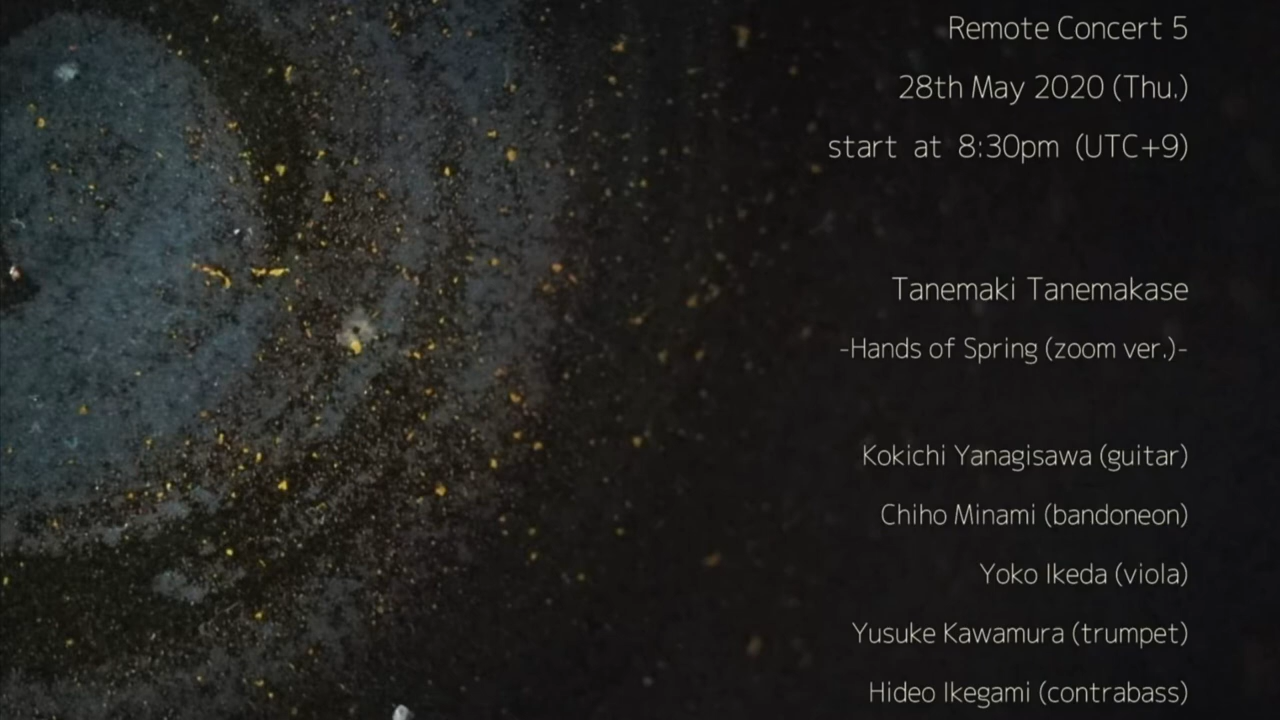 Remote Concert 5
28th May 2020 (Thu.)
start at 8:30pm (UTC+9)
Tanemaki Tanemakase
-Hands of Spring (zoom ver.)-
Kokichi Yanagisawa (guitar)
Chiho Minami (bandoneon)
Yoko Ikeda (viola)
Yusuke Kawamura (trumpet)
Hideo Ikegami (contrabass)